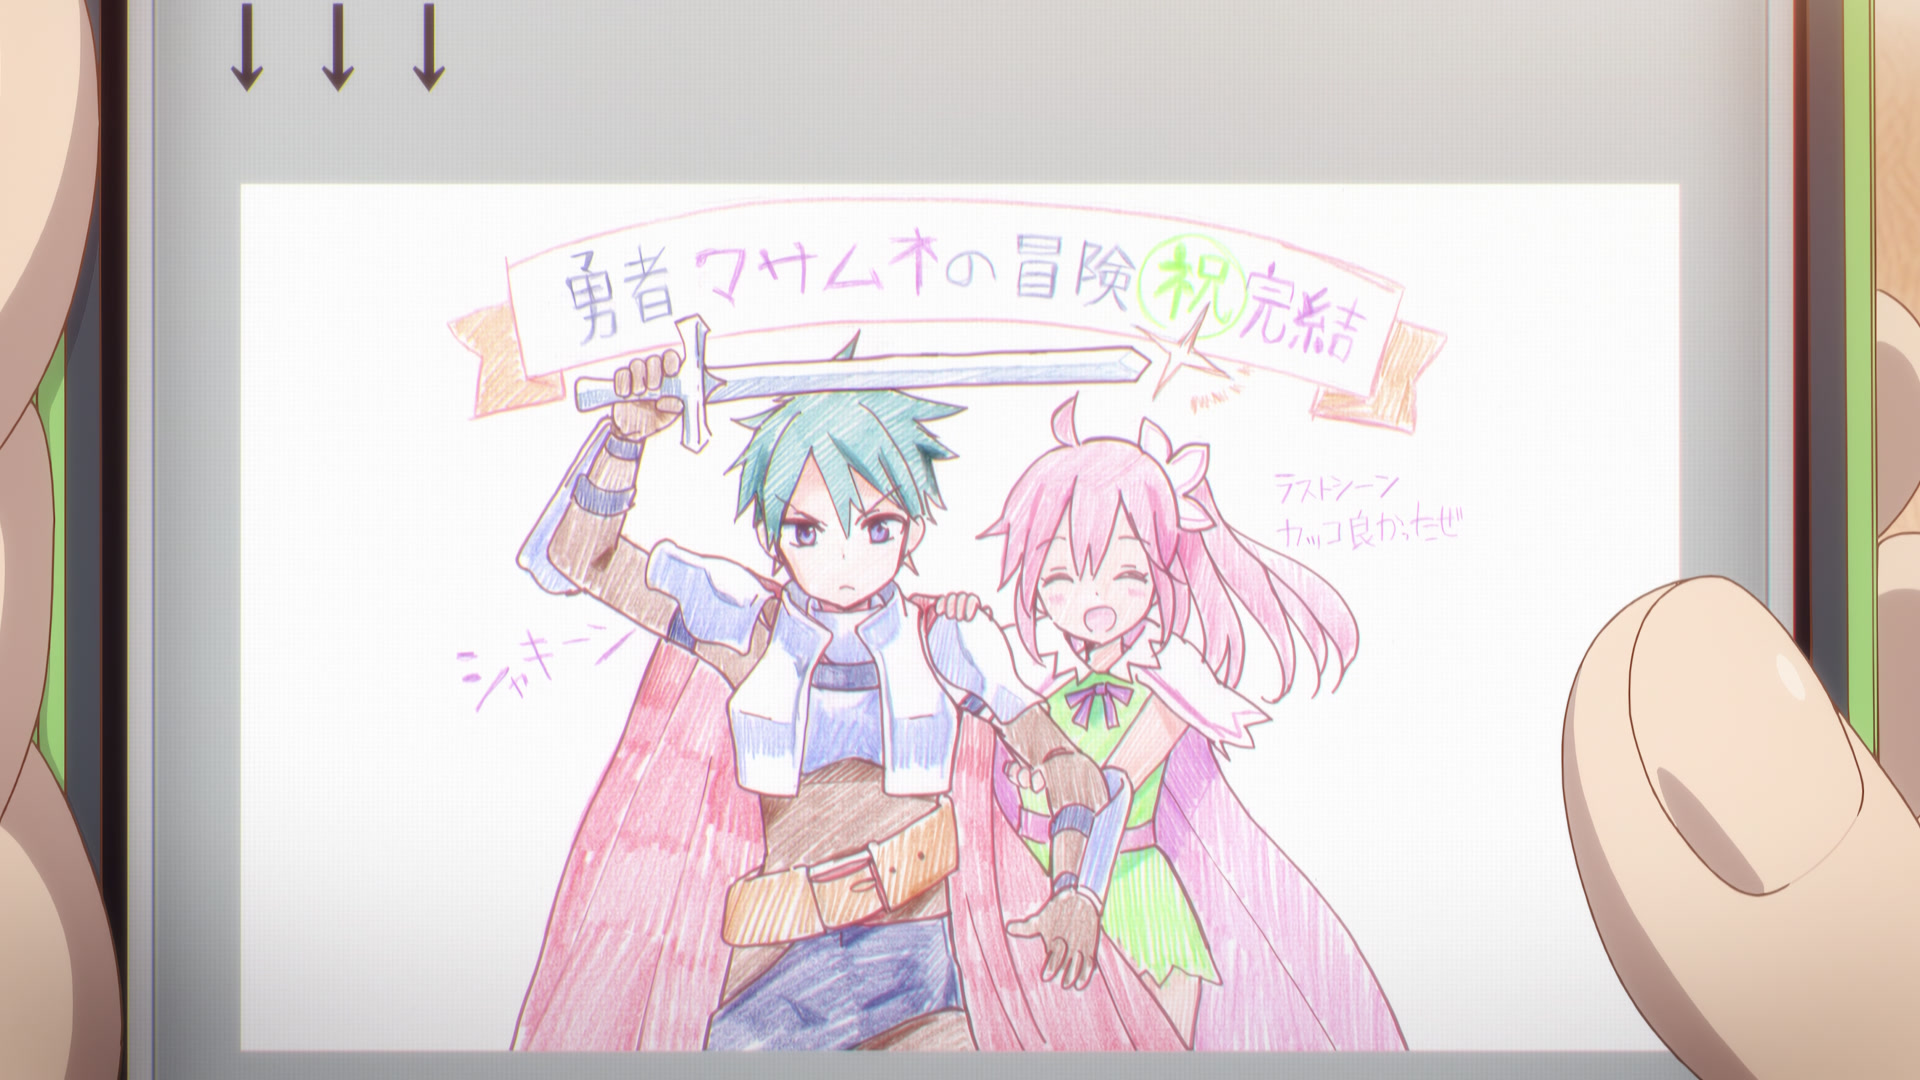 ↓ ↓ ↓
勇者マサムネの冒険㊗完結
ラストシーン
カッコ良かったぜ
シャキーン